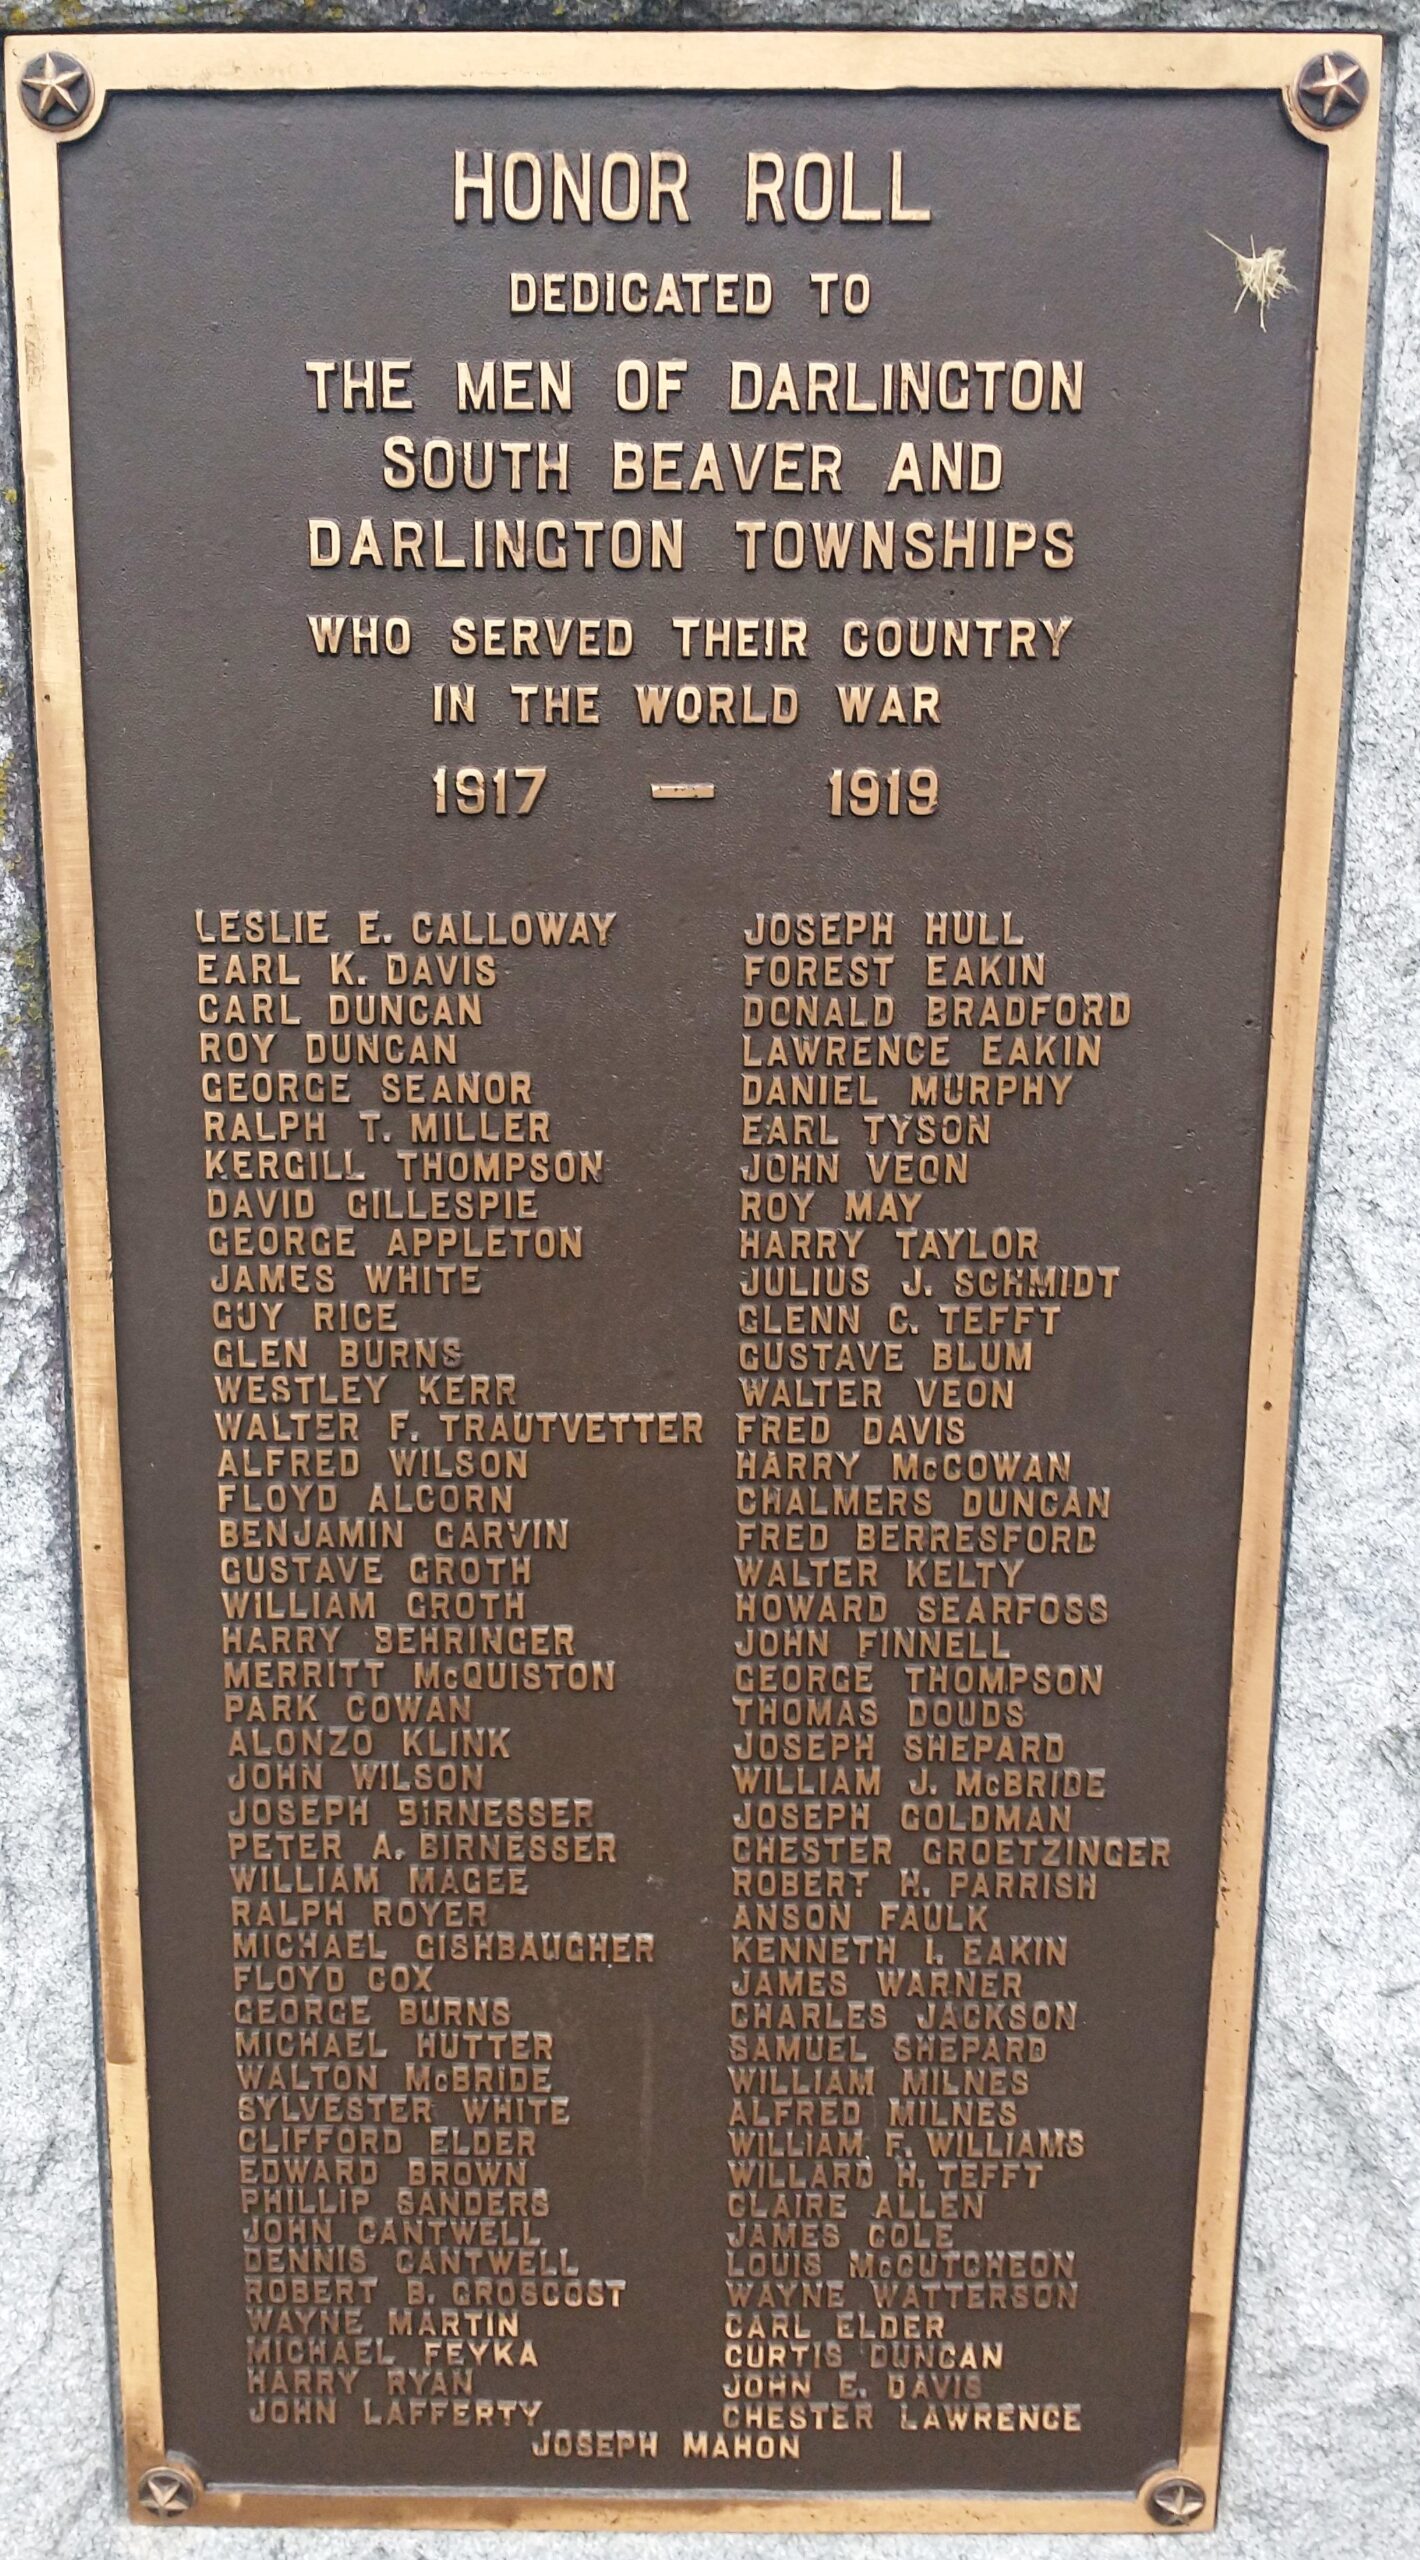 HONOR ROLL
DEDICATED TO
THE MEN OF DARLINGTON
SOUTH BEAVER AND
DARLINGTON TOWNSHIPS
WHO SERVED THEIR COUNTRY
IN THE WORLD WAR
1917 — 1919
LESLIE E. CALLOWAY
EARL K. DAVIS
CARL DUNCAN
ROY DUNCAN
GEORGE SEANOR
RALPH T. MILLER
KERGILL THOMPSON
DAVID GILLESPIE
GEORGE APPLETON
JAMES WHITE
GUY RICE
GLEN BURNS
WESTLEY KERR
WALTER F. TRAUTVETTER
ALFRED WILSON
FLOYD ALCORN
BENJAMIN GARVIN
GUSTAVE GROTH
WILLIAM GROTH
HARRY BEHRINGER
MERRITT McQUISTON
PARK COWAN
ALONZO KLINK
JOHN WILSON
JOSEPH BIRNESSER
PETER A. BIRNESSER
WILLIAM MAGEE
RALPH ROYER
MICHAEL GISHBAUGHER
FLOYD COX
GEORGE BURNS
MICHAEL HUTTER
WALTON McBRIDE
SYLVESTER WHITE
CLIFFORD ELDER
EDWARD BROWN
PHILLIP SANDERS
JOHN CANTWELL
DENNIS CANTWELL
ROBERT B. GROSCOST
WAYNE MARTIN
MICHAEL FEYKA
HARRY RYAN
JOHN LAFFERTY
JOSEPH HULL
FOREST EAKIN
DONALD BRADFORD
LAWRENCE EAKIN
DANIEL MURPHY
EARL TYSON
JOHN VEON
ROY MAY
HARRY TAYLOR
JULIUS J. SCHMIDT
GLENN C. TEFFT
GUSTAVE BLUM
WALTER VEON
FRED DAVIS
HARRY McGOWAN
CHALMERS DUNCAN
FRED BERRESFORD
WALTER KELTY
HOWARD SEARFOSS
JOHN FINNELL
GEORGE THOMPSON
THOMAS DOUDS
JOSEPH SHEPARD
WILLIAM J. McBRIDE
JOSEPH GOLDMAN
CHESTER GROETZINGER
ROBERT H. PARRISH
ANSON FAULK
KENNETH I. EAKIN
JAMES WARNER
CHARLES JACKSON
SAMUEL SHEPARD
WILLIAM MILNES
ALFRED MILNES
WILLIAM F. WILLIAMS
WILLARD H. TEFFT
CLAIRE ALLEN
JAMES COLE
LOUIS McCUTCHEON
WAYNE WATTERSON
CARL ELDER
CURTIS DUNCAN
JOHN E. DAVIS
CHESTER LAWRENCE
JOSEPH MAHON